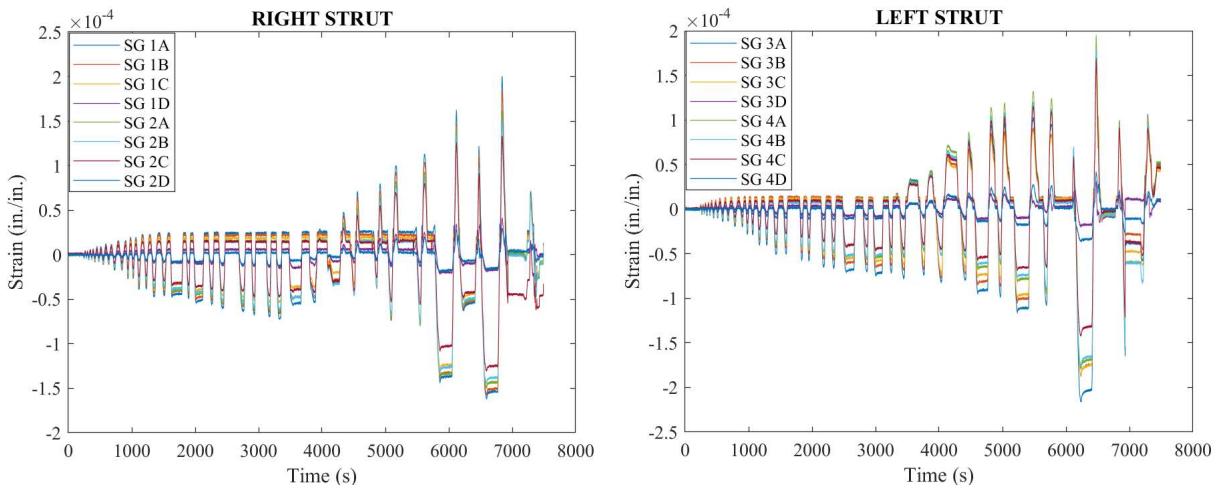 RIGHT STRUT
×10⁻⁴
2.5
2
1.5
1
0.5
0
-0.5
-1
-1.5
-2
Strain (in./in.)
SG 1A
SG 1B
SG 1C
SG 1D
SG 2A
SG 2B
SG 2C
SG 2D
0 1000 2000 3000 4000 5000 6000 7000 8000
Time (s)
LEFT STRUT
×10⁻⁴
2
1.5
1
0.5
0
-0.5
-1
-1.5
-2
-2.5
Strain (in./in.)
SG 3A
SG 3B
SG 3C
SG 3D
SG 4A
SG 4B
SG 4C
SG 4D
0 1000 2000 3000 4000 5000 6000 7000 8000
Time (s)